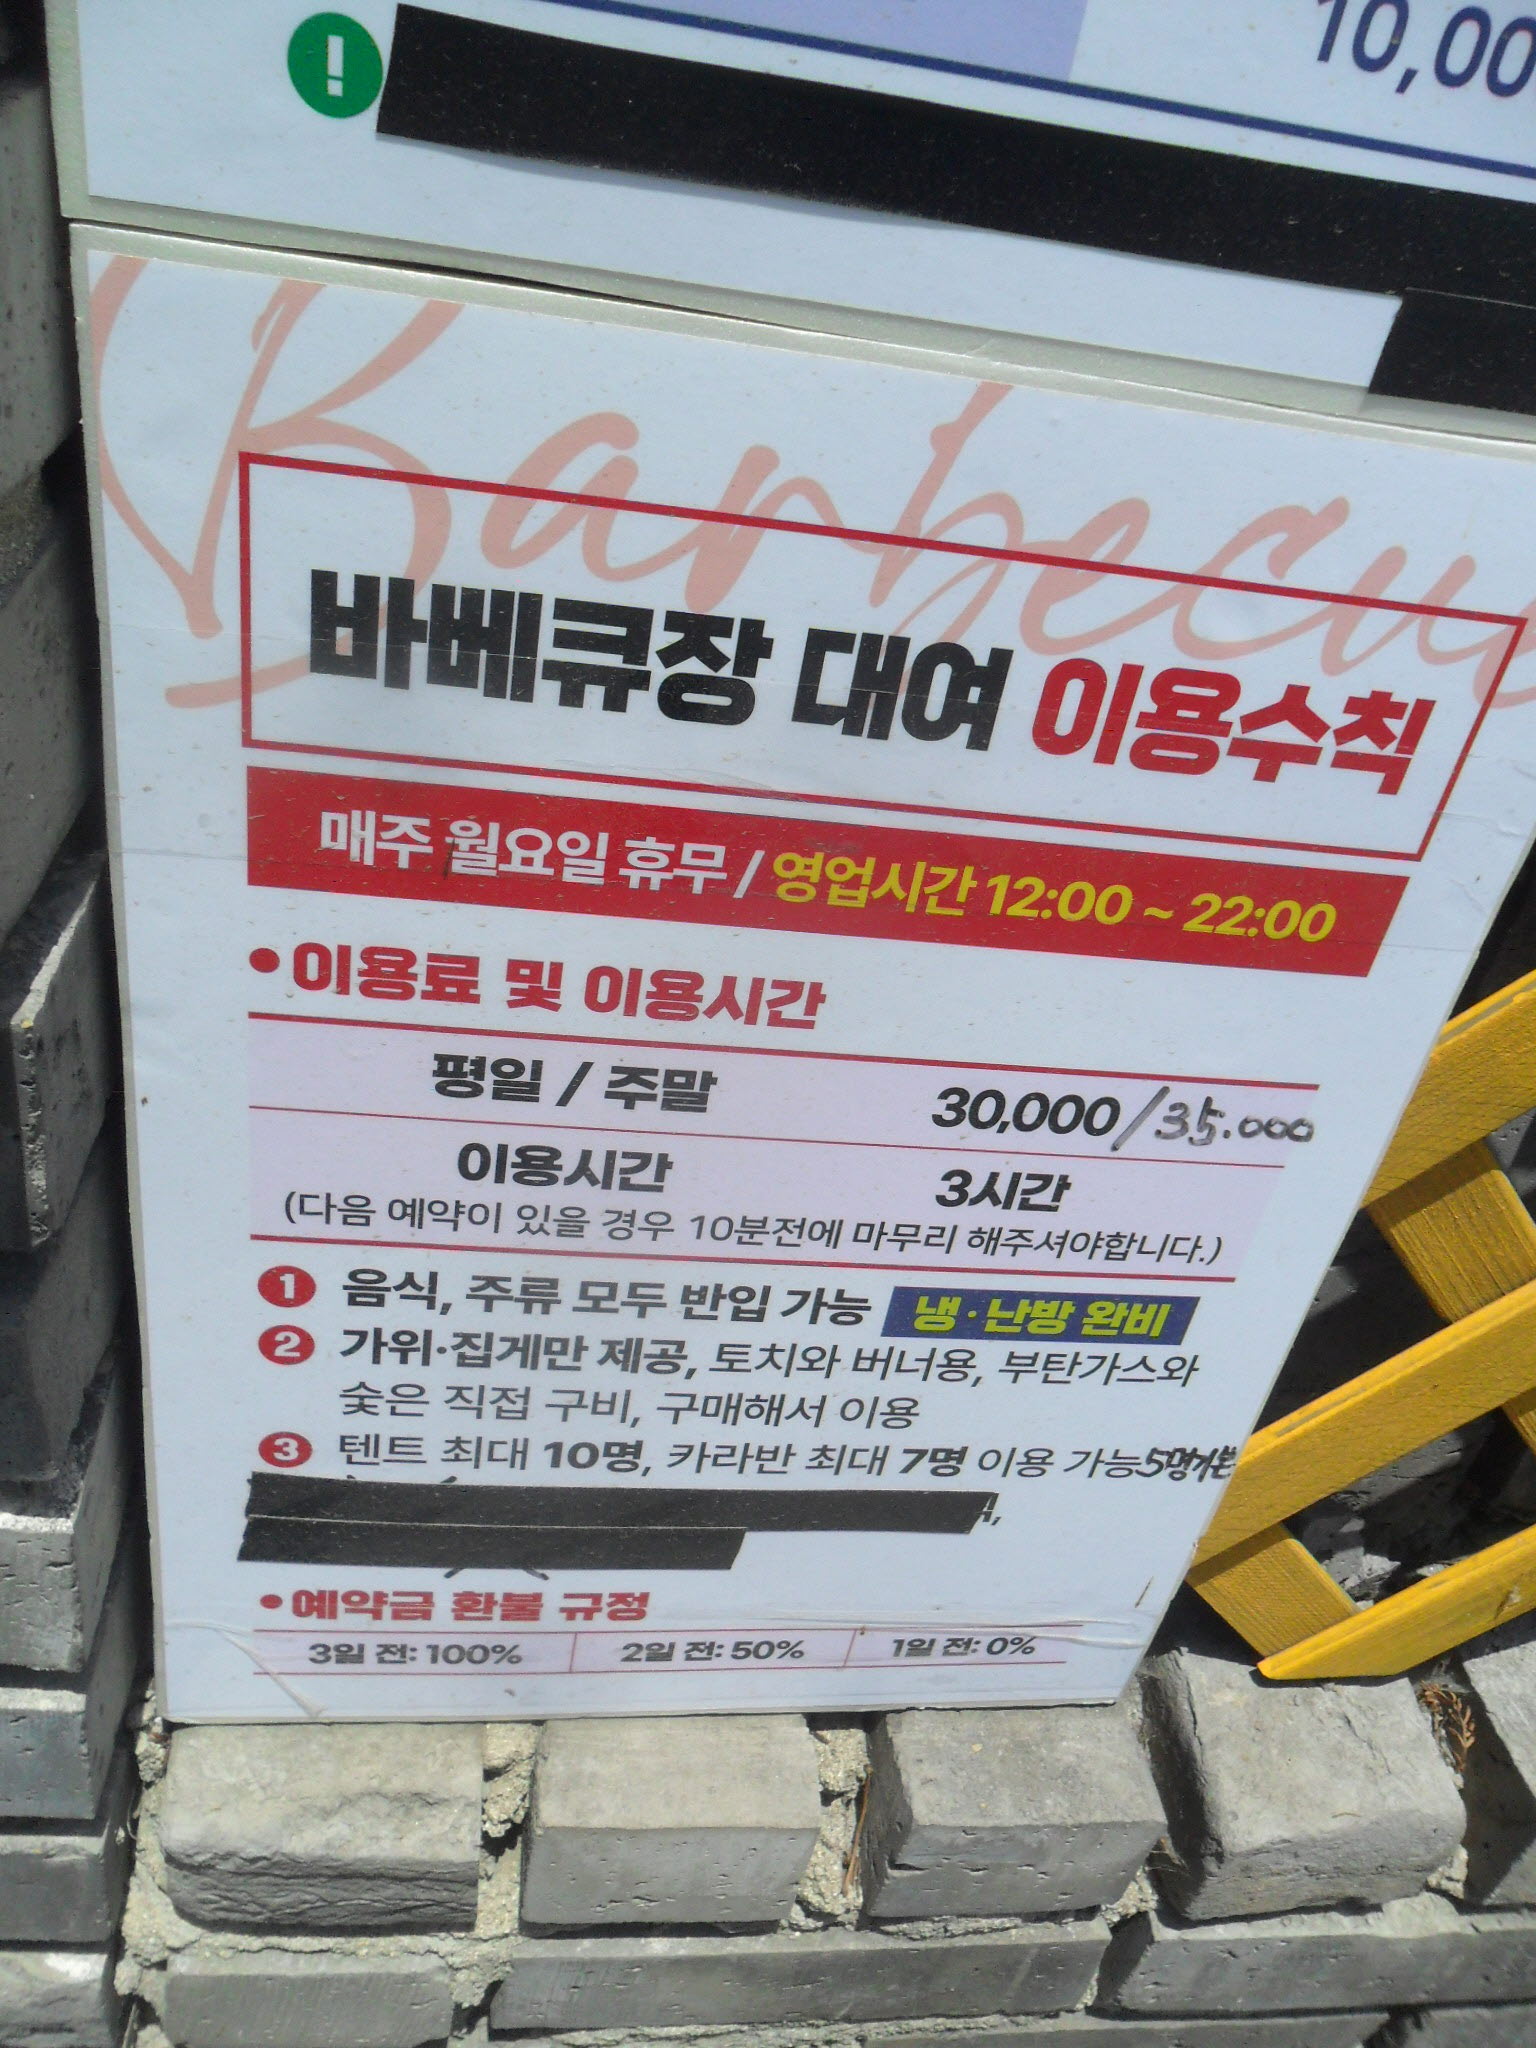 !
10,00
Barbecu
바베큐장 대여 이용수칙
매주 월요일 휴무 / 영업시간 12:00 ~ 22:00
•이용료 및 이용시간
평일 / 주말 30,000/35.000
이용시간 3시간
(다음 예약이 있을 경우 10분전에 마무리 해주셔야합니다.)
1 음식, 주류 모두 반입 가능 냉·난방 완비
2 가위·집게만 제공, 토치와 버너용, 부탄가스와
숯은 직접 구비, 구매해서 이용
3 텐트 최대 10명, 카라반 최대 7명 이용 가능 5명
•예약금 환불 규정
3일 전: 100% 2일 전: 50% 1일 전: 0%